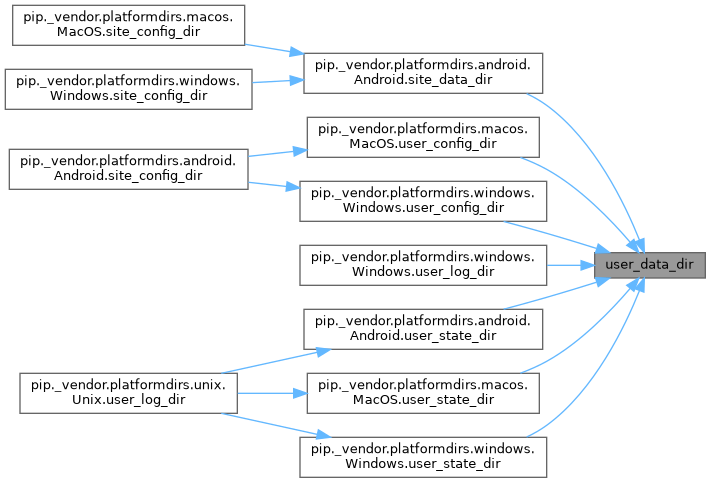 pip._vendor.platformdirs.macos.
MacOS.site_config_dir
pip._vendor.platformdirs.windows.
Windows.site_config_dir
pip._vendor.platformdirs.android.
Android.site_config_dir
pip._vendor.platformdirs.unix.
Unix.user_log_dir
pip._vendor.platformdirs.android.
Android.site_data_dir
pip._vendor.platformdirs.macos.
MacOS.user_config_dir
pip._vendor.platformdirs.windows.
Windows.user_config_dir
pip._vendor.platformdirs.windows.
Windows.user_log_dir
pip._vendor.platformdirs.android.
Android.user_state_dir
pip._vendor.platformdirs.macos.
MacOS.user_state_dir
pip._vendor.platformdirs.windows.
Windows.user_state_dir
user_data_dir